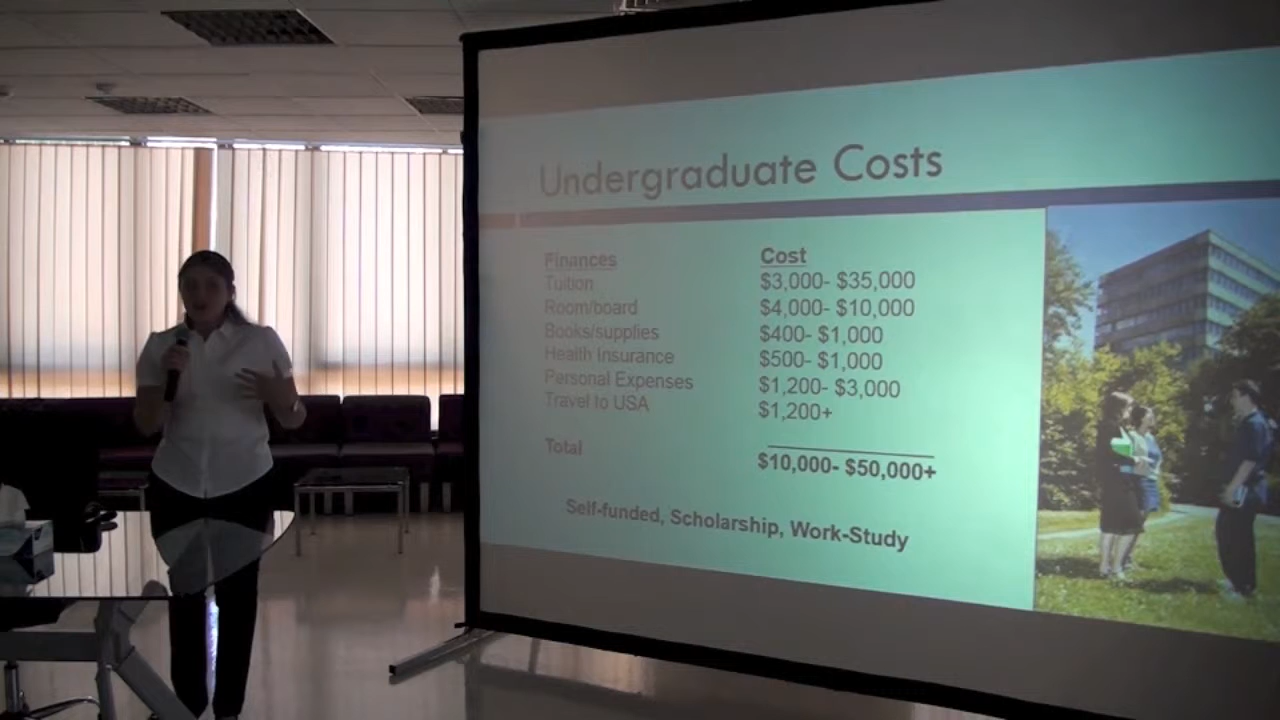 Undergraduate Costs
Finances Cost
Tuition $3,000- $35,000
Room/board $4,000- $10,000
Books/supplies $400- $1,000
Health Insurance $500- $1,000
Personal Expenses $1,200- $3,000
Travel to USA $1,200+
Total $10,000- $50,000+
Self-funded, Scholarship, Work-Study